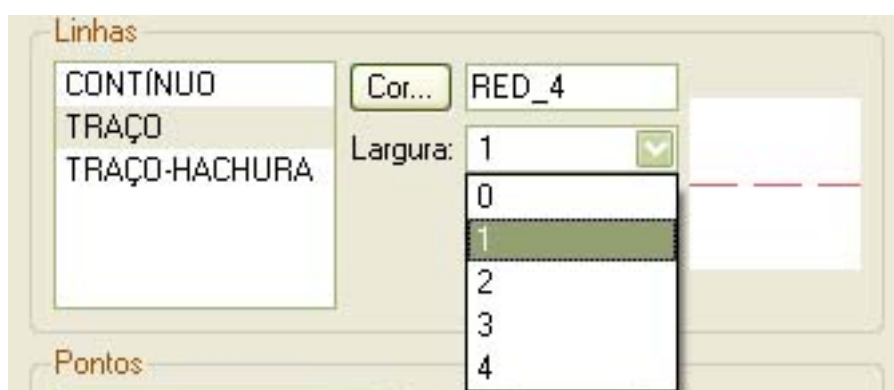 Linhas
CONTÍNUO
TRAÇO
TRAÇO-HACHURA
Cor... RED_4
Largura: 1
0
1
2
3
4
Pontos